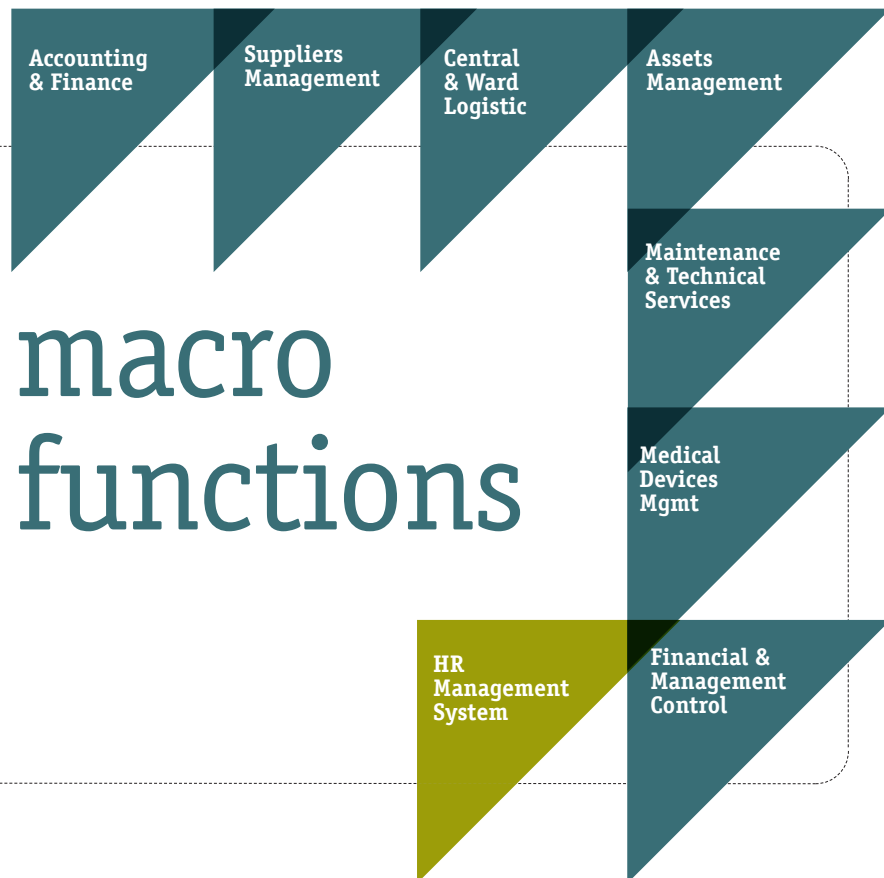 Accounting
& Finance
Suppliers
Management
Central
& Ward
Logistic
Assets
Management
Maintenance
& Technical
Services
macro
functions
Medical
Devices
Mgmt
HR
Management
System
Financial &
Management
Control